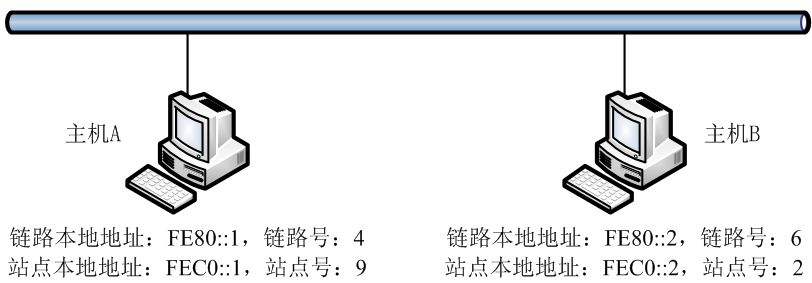 主机A
主机B
链路本地地址：FE80::1，链路号：4
站点本地地址：FEC0::1，站点号：9
链路本地地址：FE80::2，链路号：6
站点本地地址：FEC0::2，站点号：2